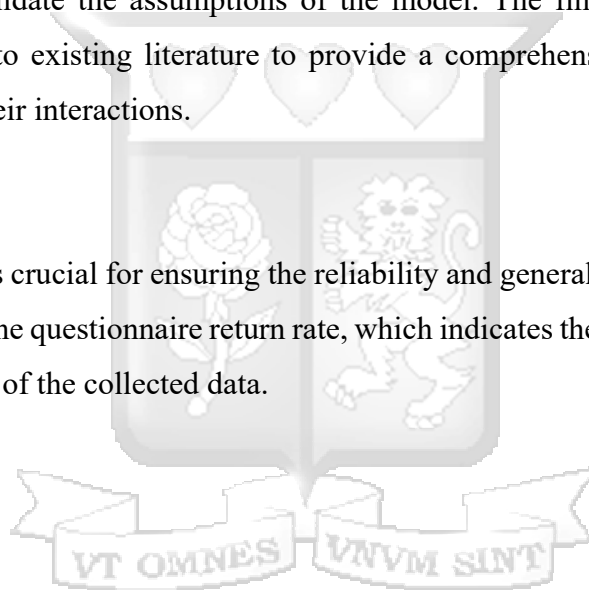 idate the assumptions of the model. The fin
to existing literature to provide a comprehens
eir interactions.
s crucial for ensuring the reliability and general
he questionnaire return rate, which indicates the
of the collected data.
VT OMNES VNVM SINT